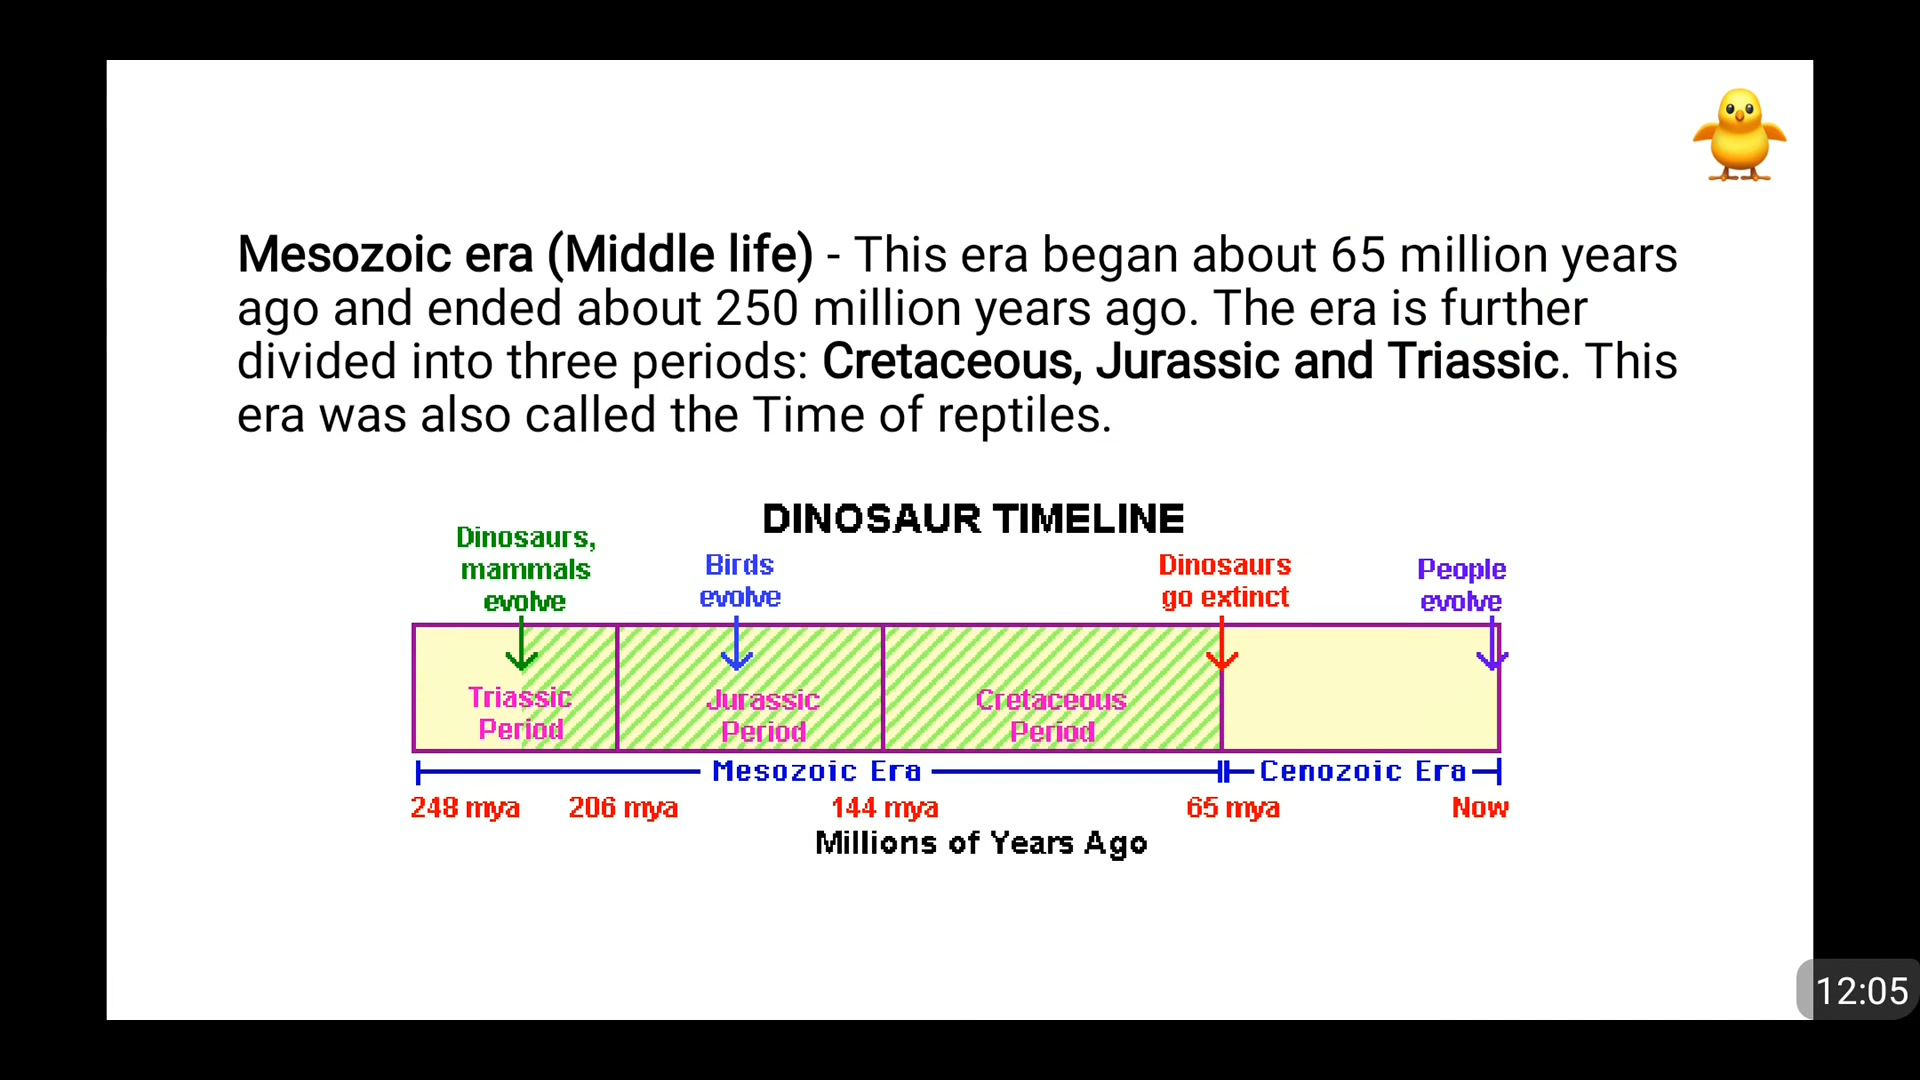 Mesozoic era (Middle life) - This era began about 65 million years
ago and ended about 250 million years ago. The era is further
divided into three periods: Cretaceous, Jurassic and Triassic. This
era was also called the Time of reptiles.
DINOSAUR TIMELINE
Dinosaurs,
mammals
evolve
Birds
evolve
Dinosaurs
go extinct
People
evolve
Triassic
Period
Jurassic
Period
Cretaceous
Period
Mesozoic Era
Cenozoic Era
248 mya 206 mya 144 mya 65 mya Now
Millions of Years Ago
12:05